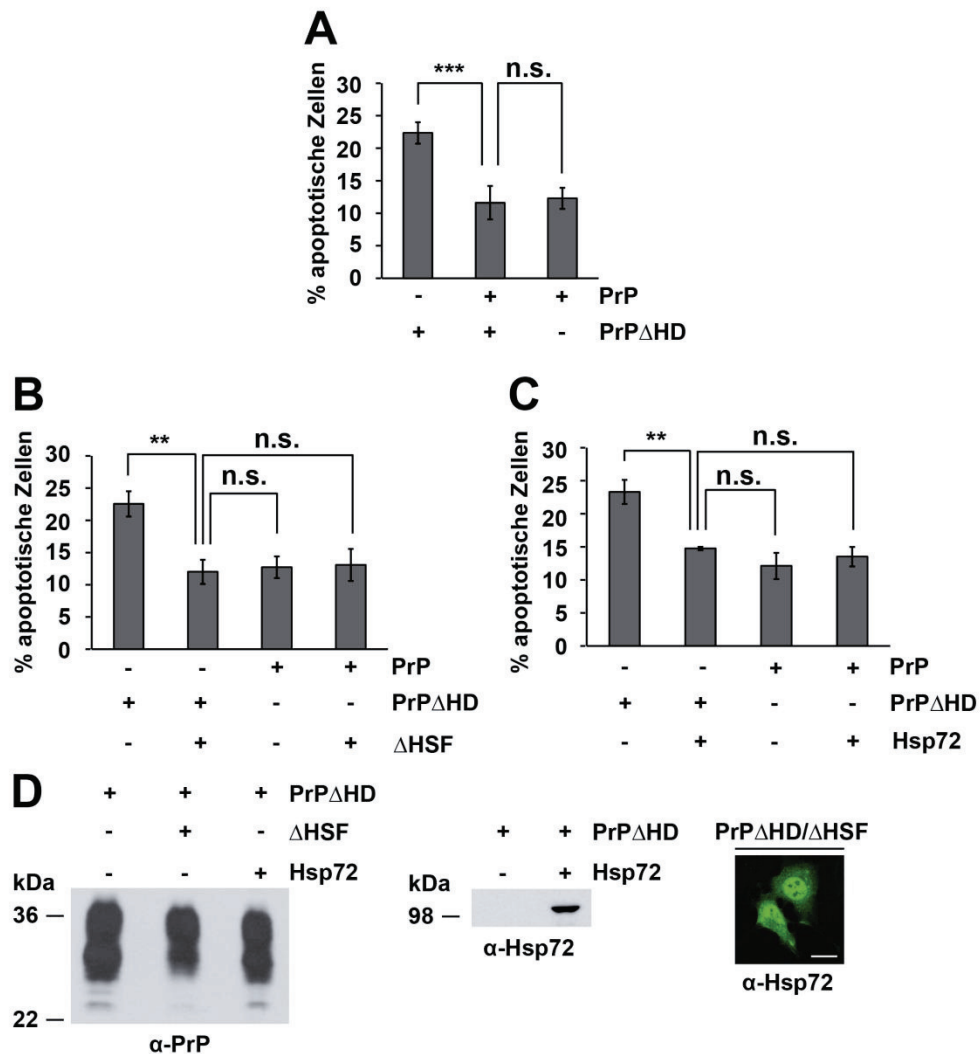 A
% apoptotische Zellen
30
25
20
15
10
5
0
*** n.s.
- + + PrP
+ + - PrPΔHD
B
% apoptotische Zellen
30
25
20
15
10
5
0
** n.s.
n.s.
- - + + PrP
+ + - - PrPΔHD
- + - + ΔHSF
C
% apoptotische Zellen
30
25
20
15
10
5
0
** n.s.
n.s.
- - + + PrP
+ + - - PrPΔHD
- + - + Hsp72
D
+ + + PrPΔHD
- + - ΔHSF
- - + Hsp72
kDa
36 —
22 —
α-PrP
+ + PrPΔHD
- + Hsp72
kDa
98 —
α-Hsp72
PrPΔHD/ΔHSF
α-Hsp72